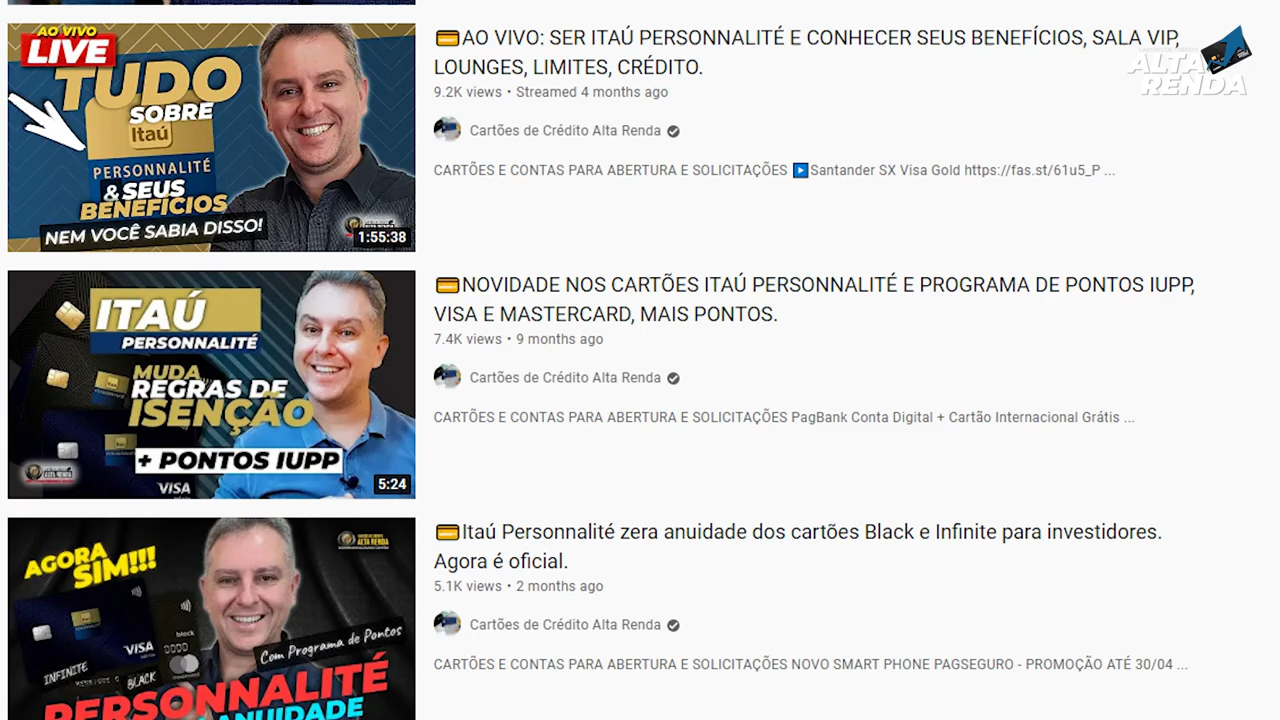 AO VIVO
LIVE
TUDO
SOBRE
Itaú
PERSONNALITÉ
& SEUS
BENEFÍCIOS
NEM VOCÊ SABIA DISSO!
1:55:38
💳AO VIVO: SER ITAÚ PERSONNALITÉ E CONHECER SEUS BENEFÍCIOS, SALA VIP,
LOUNGES, LIMITES, CRÉDITO.
9.2K views • Streamed 4 months ago
Cartões de Crédito Alta Renda
CARTÕES E CONTAS PARA ABERTURA E SOLICITAÇÕES ▶️Santander SX Visa Gold https://fas.st/61u5_P ...
ALTA
RENDA
ITAÚ
PERSONNALITÉ
MUDA
REGRAS DE
ISENÇÃO
+ PONTOS IUPP
VISA
5:24
💳NOVIDADE NOS CARTÕES ITAÚ PERSONNALITÉ E PROGRAMA DE PONTOS IUPP,
VISA E MASTERCARD, MAIS PONTOS.
7.4K views • 9 months ago
Cartões de Crédito Alta Renda
CARTÕES E CONTAS PARA ABERTURA E SOLICITAÇÕES PagBank Conta Digital + Cartão Internacional Grátis ...
AGORA
SIM!!!
ALTA RENDA
VISA
INFINITE
black
BLACK
Com Programa de Pontos
PERSONNALITÉ
ANUIDADE
💳Itaú Personnalité zera anuidade dos cartões Black e Infinite para investidores.
Agora é oficial.
5.1K views • 2 months ago
Cartões de Crédito Alta Renda
CARTÕES E CONTAS PARA ABERTURA E SOLICITAÇÕES NOVO SMART PHONE PAGSEGURO - PROMOÇÃO ATÉ 30/04 ...